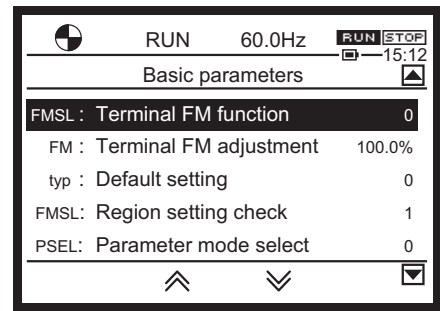 RUN 60.0Hz RUN STOP
15:12
Basic parameters
FMSL : Terminal FM function 0
FM : Terminal FM adjustment 100.0%
typ : Default setting 0
FMSL: Region setting check 1
PSEL: Parameter mode select 0